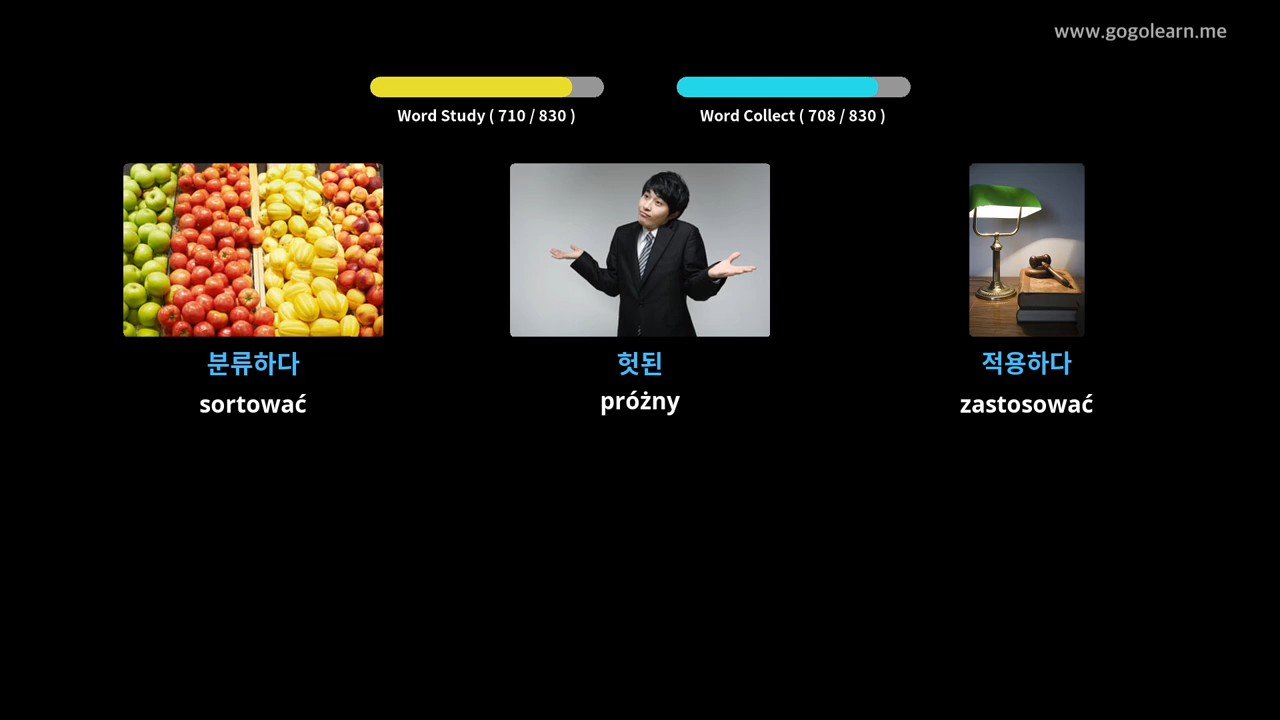 www.gogolearn.me
Word Study ( 710 / 830 )
Word Collect ( 708 / 830 )
분류하다
헛된
적용하다
sortować
próżny
zastosować